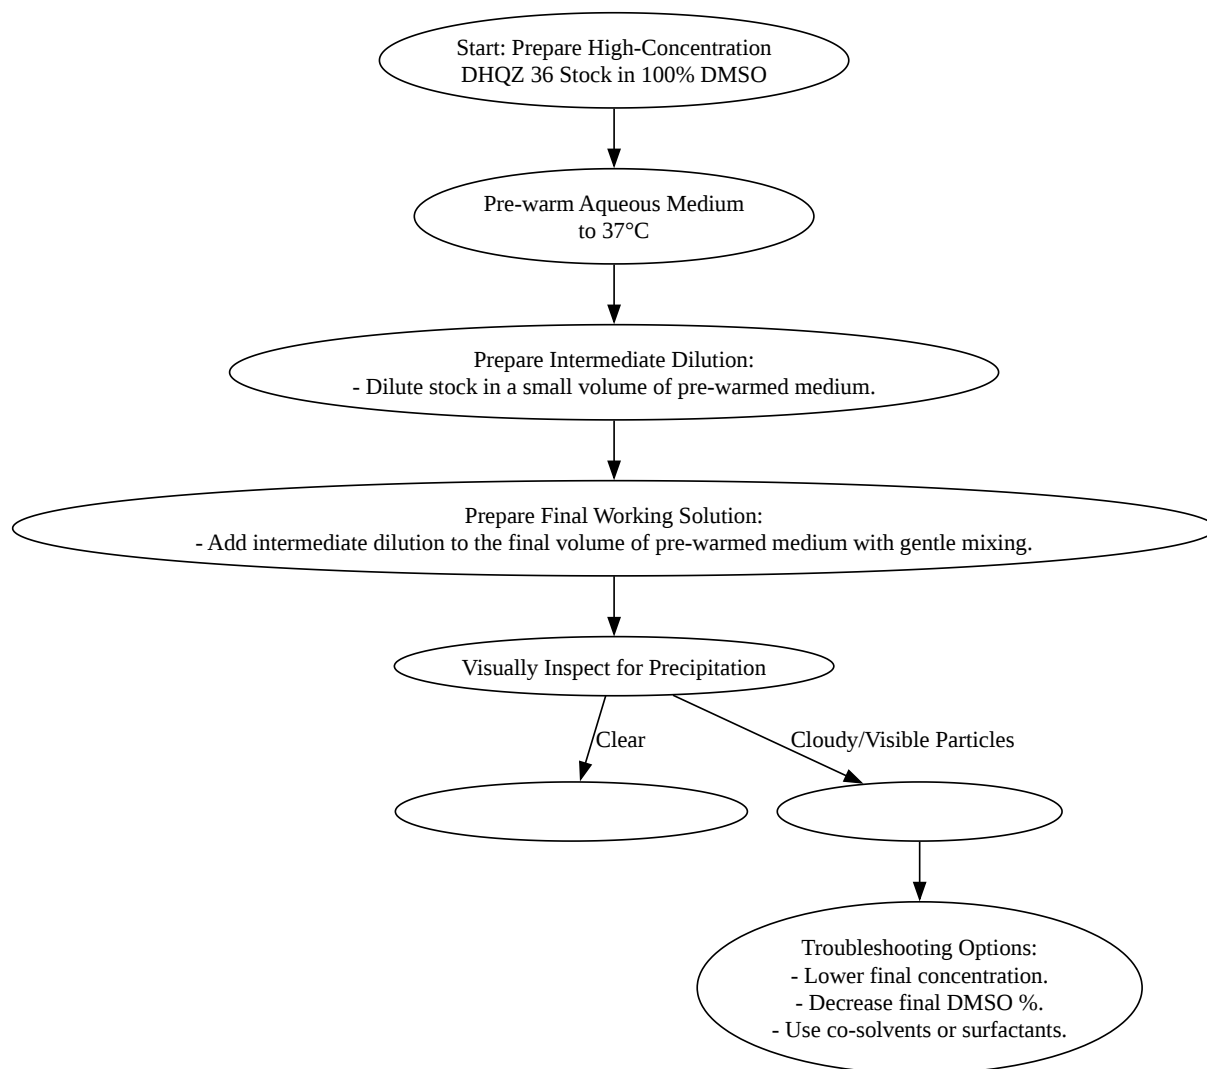 Start: Prepare High-Concentration
DHQZ 36 Stock in 100% DMSO
Pre-warm Aqueous Medium
to 37°C
Prepare Intermediate Dilution:
- Dilute stock in a small volume of pre-warmed medium.
Prepare Final Working Solution:
- Add intermediate dilution to the final volume of pre-warmed medium with gentle mixing.
Visually Inspect for Precipitation
Clear
Cloudy/Visible Particles
Troubleshooting Options:
- Lower final concentration.
- Decrease final DMSO %.
- Use co-solvents or surfactants.